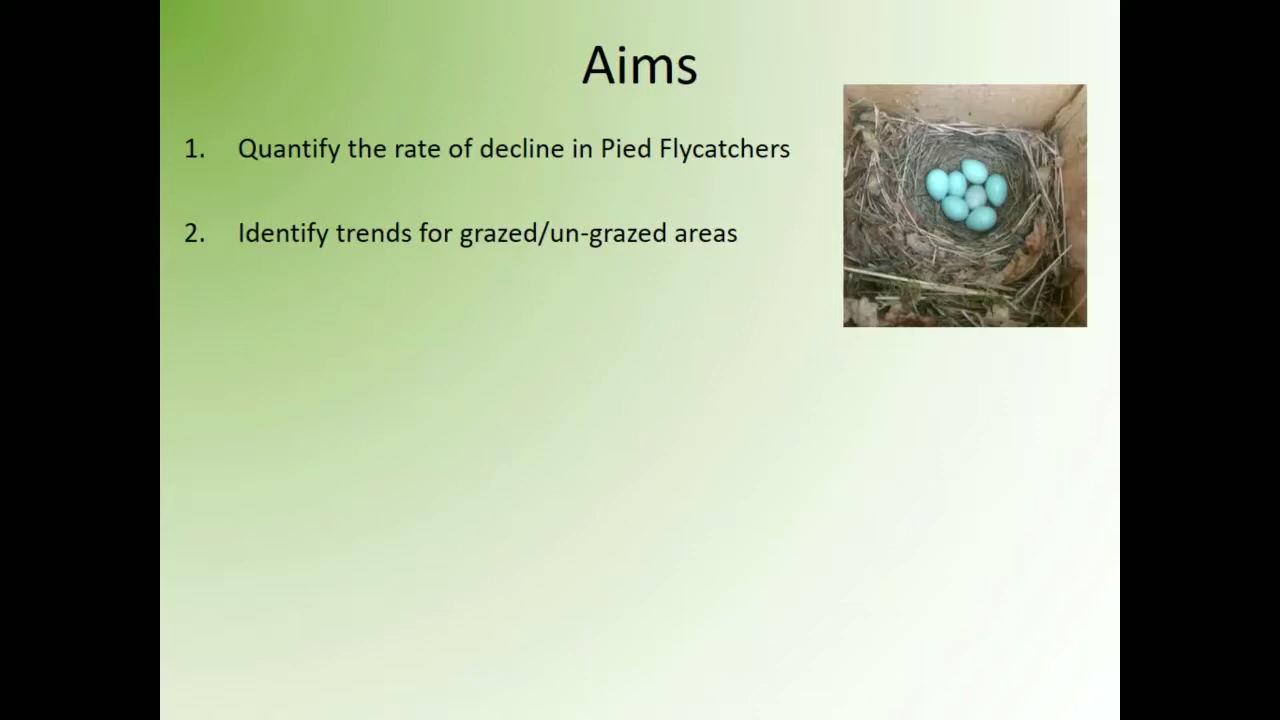 Aims
1. Quantify the rate of decline in Pied Flycatchers
2. Identify trends for grazed/un-grazed areas